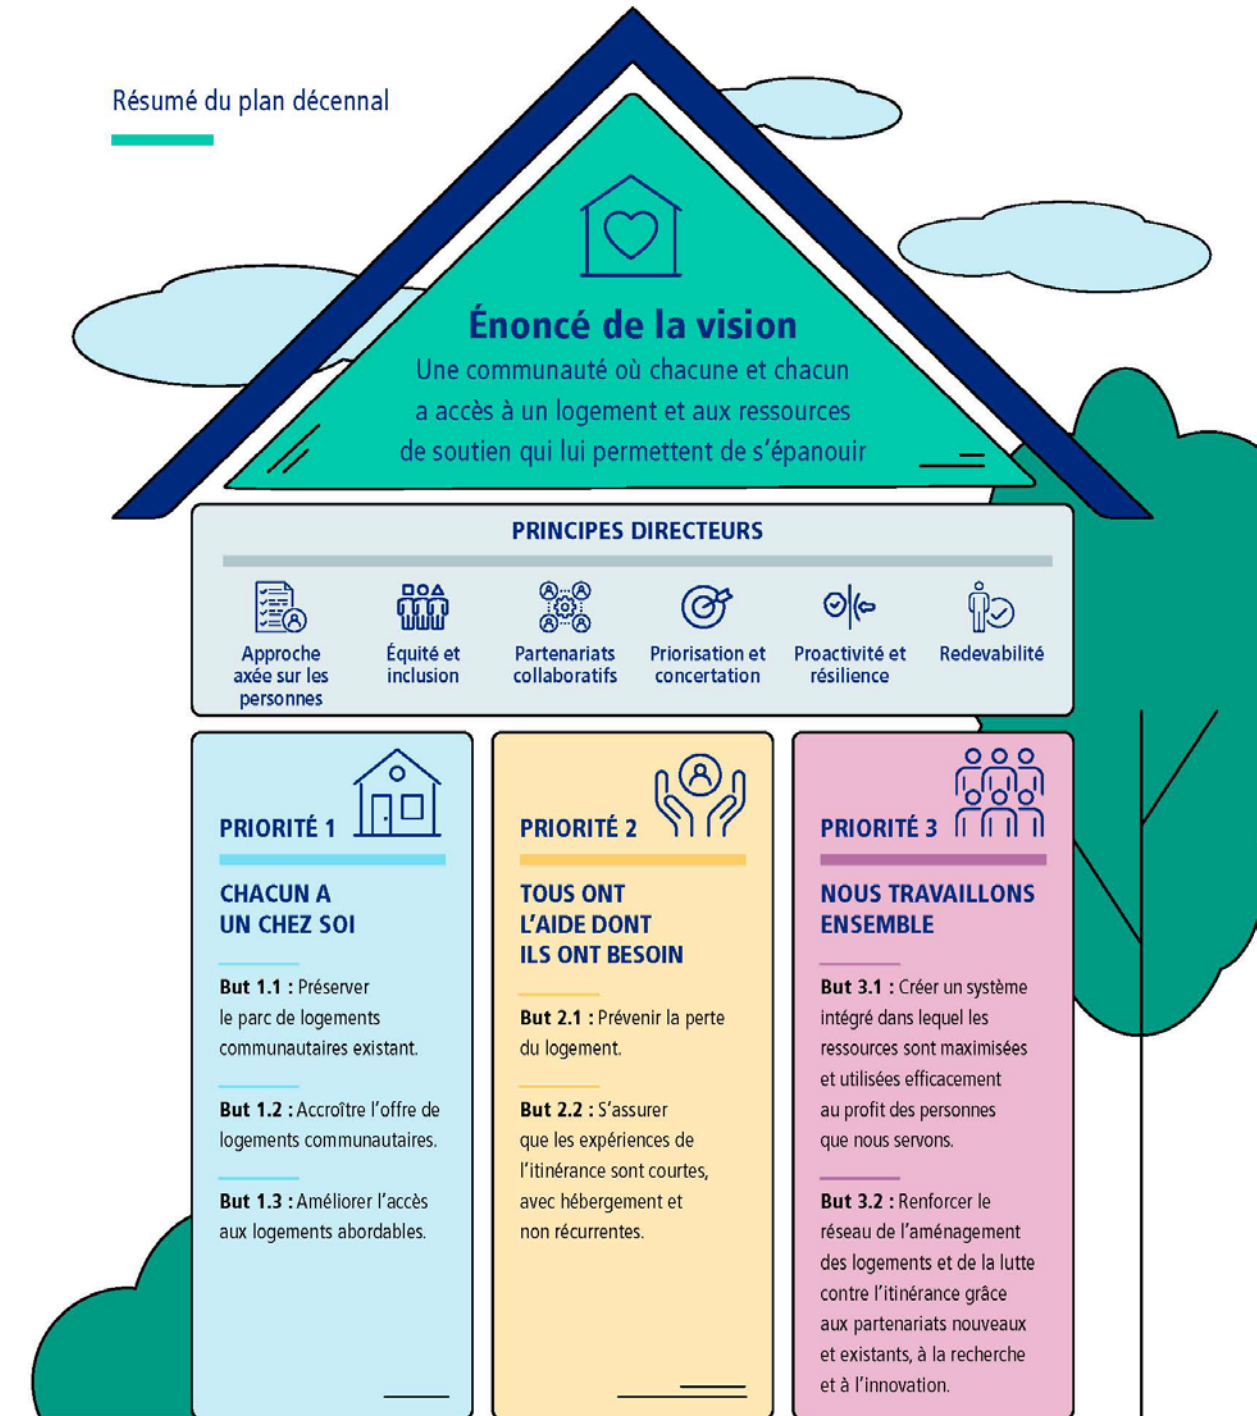 Résumé du plan décennal
Énoncé de la vision
Une communauté où chacune et chacun
a accès à un logement et aux ressources
de soutien qui lui permettent de s'épanouir
PRINCIPES DIRECTEURS
Approche
axée sur les
personnes
Équité et
inclusion
Partenariats
collaboratifs
Priorisation et
concertation
Proactivité et
résilience
Redevabilité
PRIORITÉ 1
CHACUN A
UN CHEZ SOI
But 1.1 : Préserver
le parc de logements
communautaires existant.
But 1.2 : Accroître l'offre de
logements communautaires.
But 1.3 : Améliorer l'accès
aux logements abordables.
PRIORITÉ 2
TOUS ONT
L'AIDE DONT
ILS ONT BESOIN
But 2.1 : Prévenir la perte
du logement.
But 2.2 : S'assurer
que les expériences de
l'itinérance sont courtes,
avec hébergement et
non récurrentes.
PRIORITÉ 3
NOUS TRAVAILLONS
ENSEMBLE
But 3.1 : Créer un système
intégré dans lequel les
ressources sont maximisées
et utilisées efficacement
au profit des personnes
que nous servons.
But 3.2 : Renforcer le
réseau de l'aménagement
des logements et de la lutte
contre l'itinérance grâce
aux partenariats nouveaux
et existants, à la recherche
et à l'innovation.